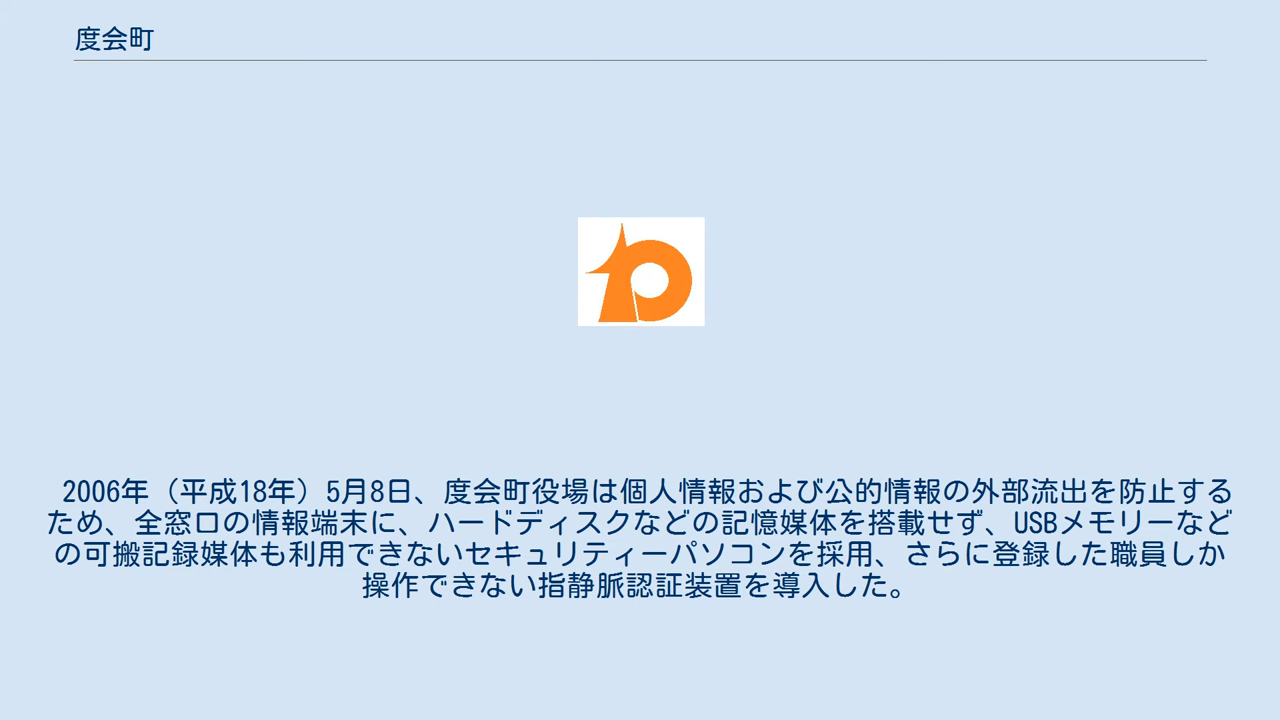 度会町
2006年（平成18年）5月8日、度会町役場は個人情報および公的情報の外部流出を防止する
ため、全窓口の情報端末に、ハードディスクなどの記憶媒体を搭載せず、USBメモリーなど
の可搬記録媒体も利用できないセキュリティーパソコンを採用、さらに登録した職員しか
操作できない指静脈認証装置を導入した。